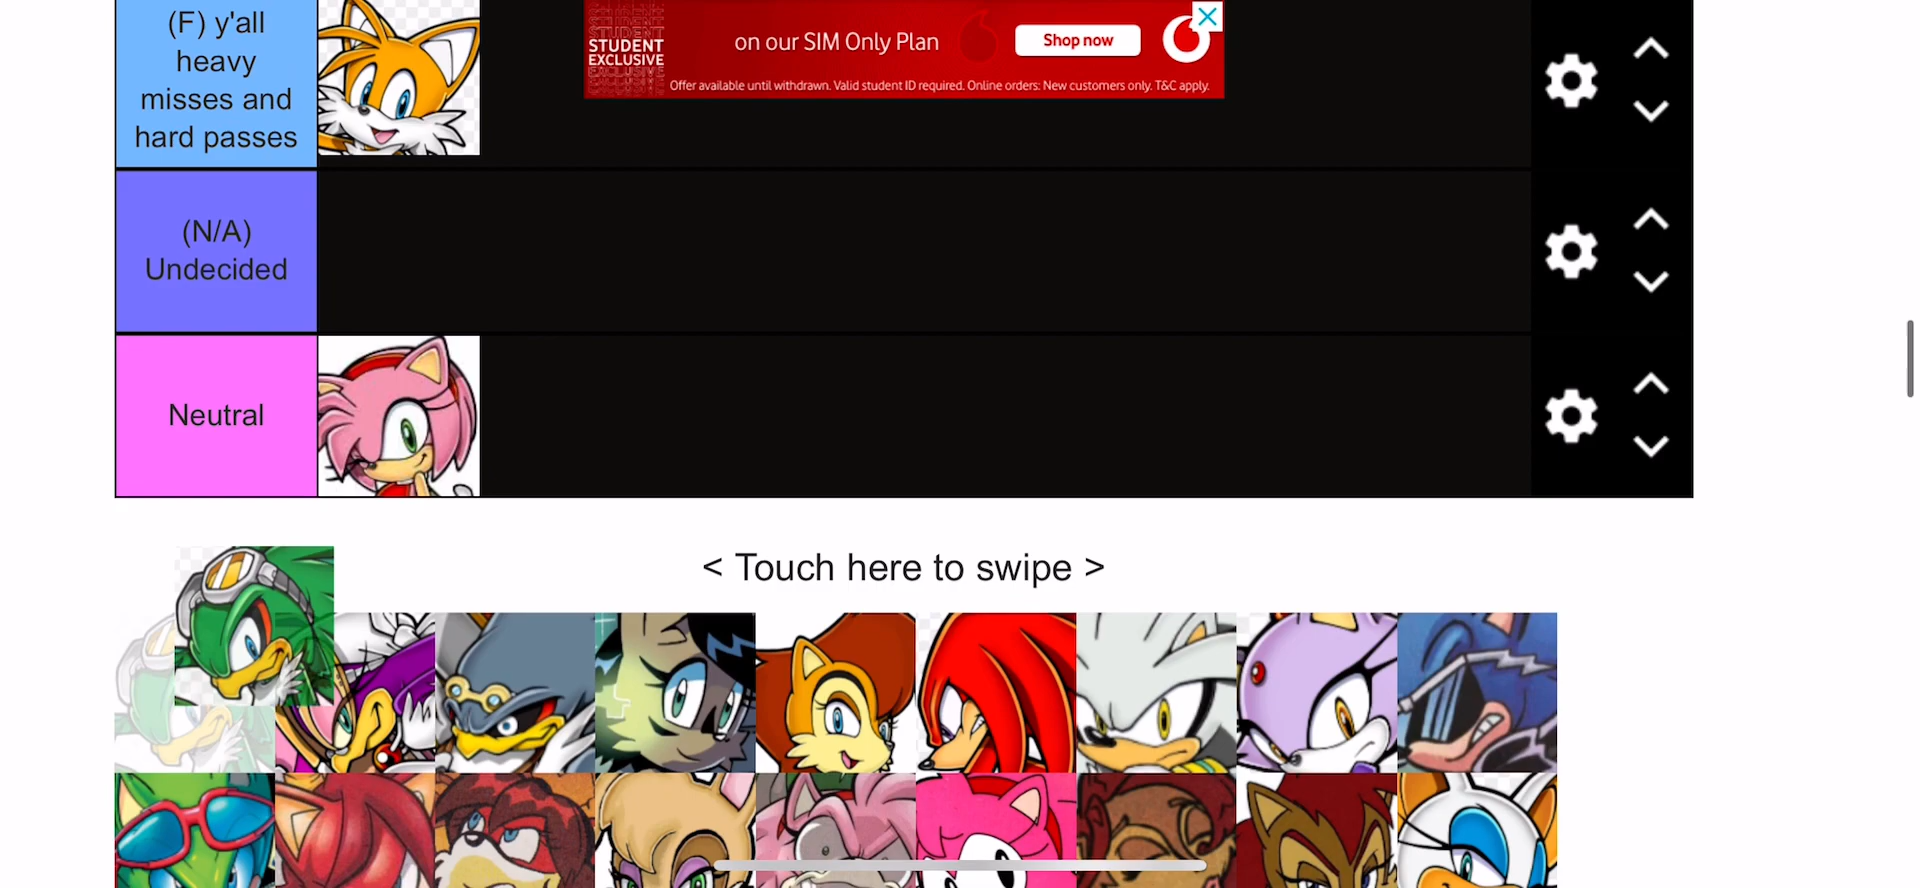 (F) y'all
heavy
misses and
hard passes
STUDENT
EXCLUSIVE
on our SIM Only Plan
Shop now
Offer available until withdrawn. Valid student ID required. Online orders: New customers only. T&C apply.
(N/A)
Undecided
Neutral
< Touch here to swipe >